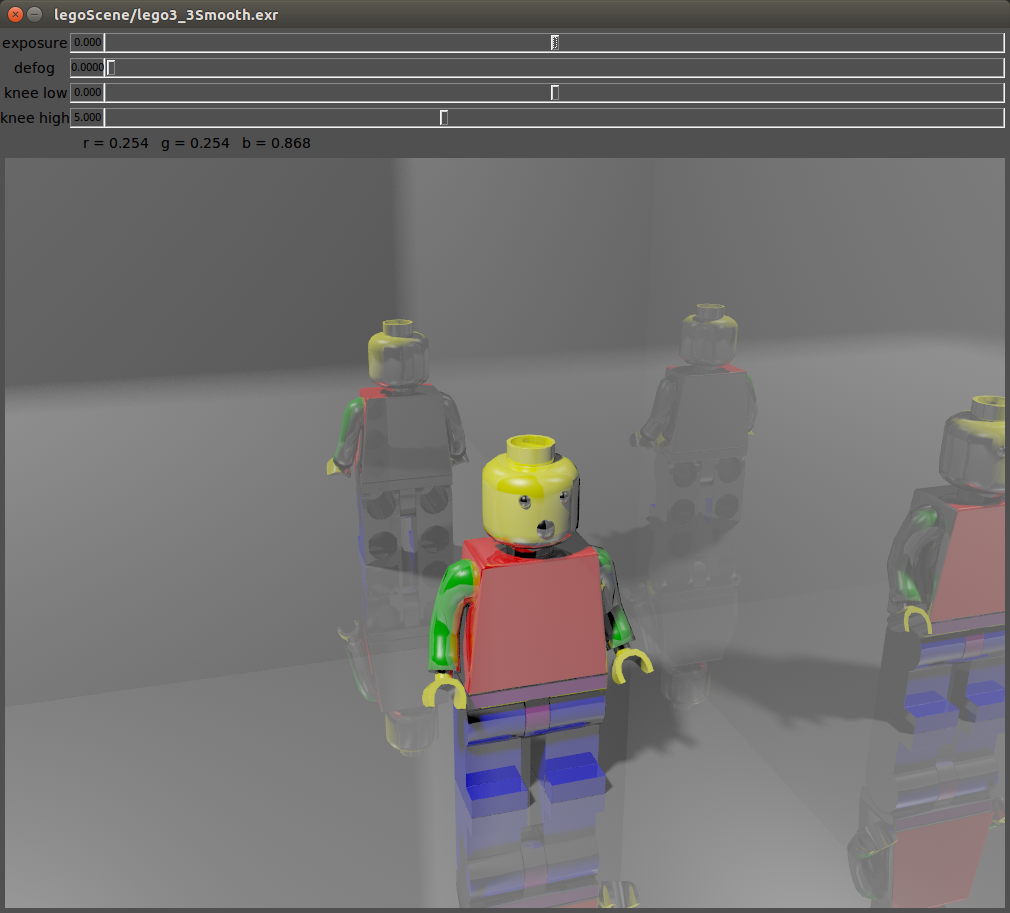 legoScene/lego3_3Smooth.exr
exposure 0.000
defog 0.0000
knee low 0.000
knee high 5.000
r = 0.254 g = 0.254 b = 0.868